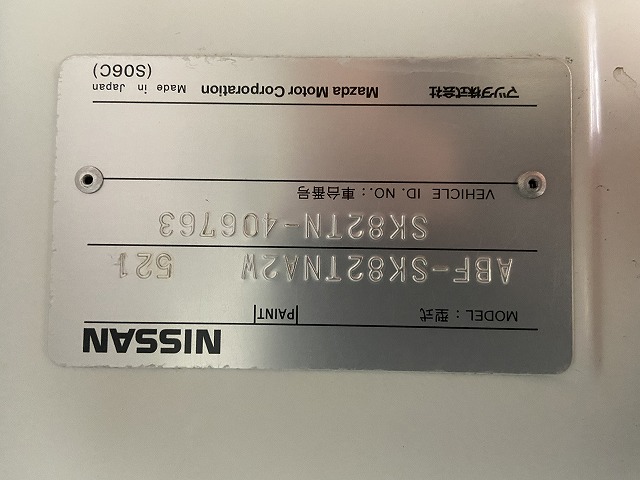 NISSAN
MODEL：型式 PAINT
ABF-SK82TNA2W 521
SK82TN-406763
VEHICLE ID. NO.：車台番号
マツダ株式会社 Mazda Motor Corporation Made in Japan
(S06C)